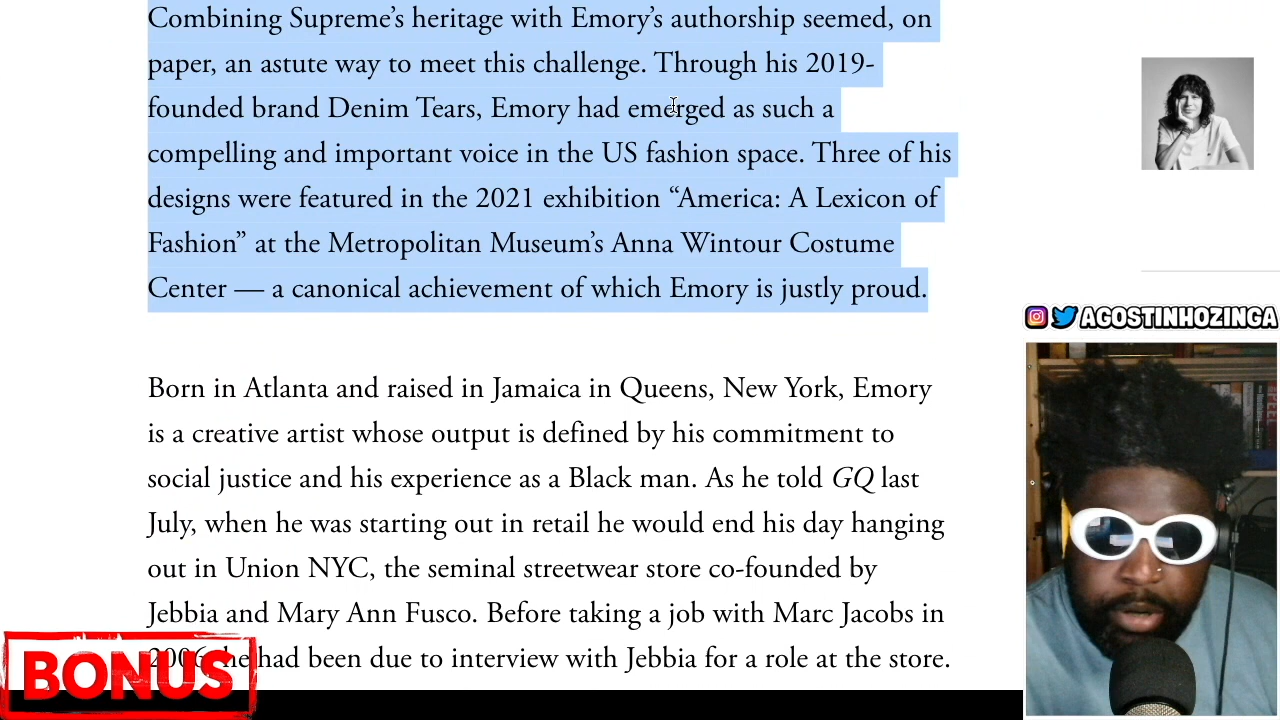 Combining Supreme’s heritage with Emory’s authorship seemed, on
paper, an astute way to meet this challenge. Through his 2019-
founded brand Denim Tears, Emory had emerged as such a
compelling and important voice in the US fashion space. Three of his
designs were featured in the 2021 exhibition “America: A Lexicon of
Fashion” at the Metropolitan Museum’s Anna Wintour Costume
Center — a canonical achievement of which Emory is justly proud.
Born in Atlanta and raised in Jamaica in Queens, New York, Emory
is a creative artist whose output is defined by his commitment to
social justice and his experience as a Black man. As he told GQ last
July, when he was starting out in retail he would end his day hanging
out in Union NYC, the seminal streetwear store co-founded by
Jebbia and Mary Ann Fusco. Before taking a job with Marc Jacobs in
2006, he had been due to interview with Jebbia for a role at the store.
AGOSTINHOZINGA
BONUS